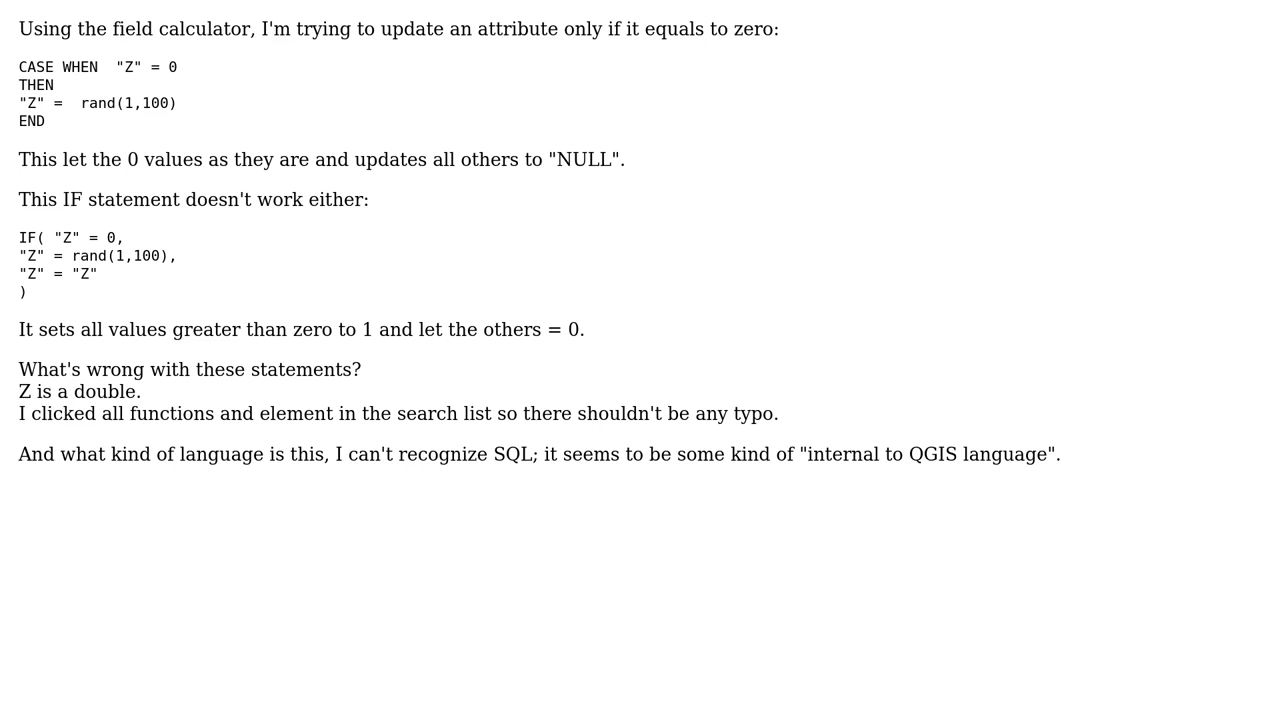 Using the field calculator, I'm trying to update an attribute only if it equals to zero:
CASE WHEN  "Z" = 0
THEN
"Z" =  rand(1,100)
END
This let the 0 values as they are and updates all others to "NULL".
This IF statement doesn't work either:
IF( "Z" = 0,
"Z" = rand(1,100),
"Z" = "Z"
)
It sets all values greater than zero to 1 and let the others = 0.
What's wrong with these statements?
Z is a double.
I clicked all functions and element in the search list so there shouldn't be any typo.
And what kind of language is this, I can't recognize SQL; it seems to be some kind of "internal to QGIS language".